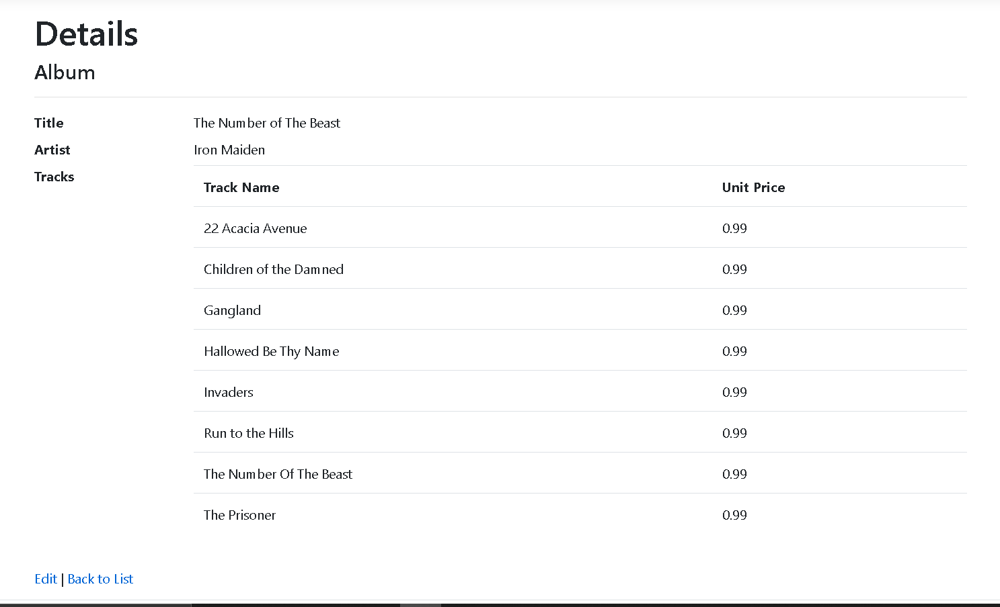 Details
Album
Title The Number of The Beast
Artist Iron Maiden
Tracks
Track Name Unit Price
22 Acacia Avenue 0.99
Children of the Damned 0.99
Gangland 0.99
Hallowed Be Thy Name 0.99
Invaders 0.99
Run to the Hills 0.99
The Number Of The Beast 0.99
The Prisoner 0.99
Edit | Back to List